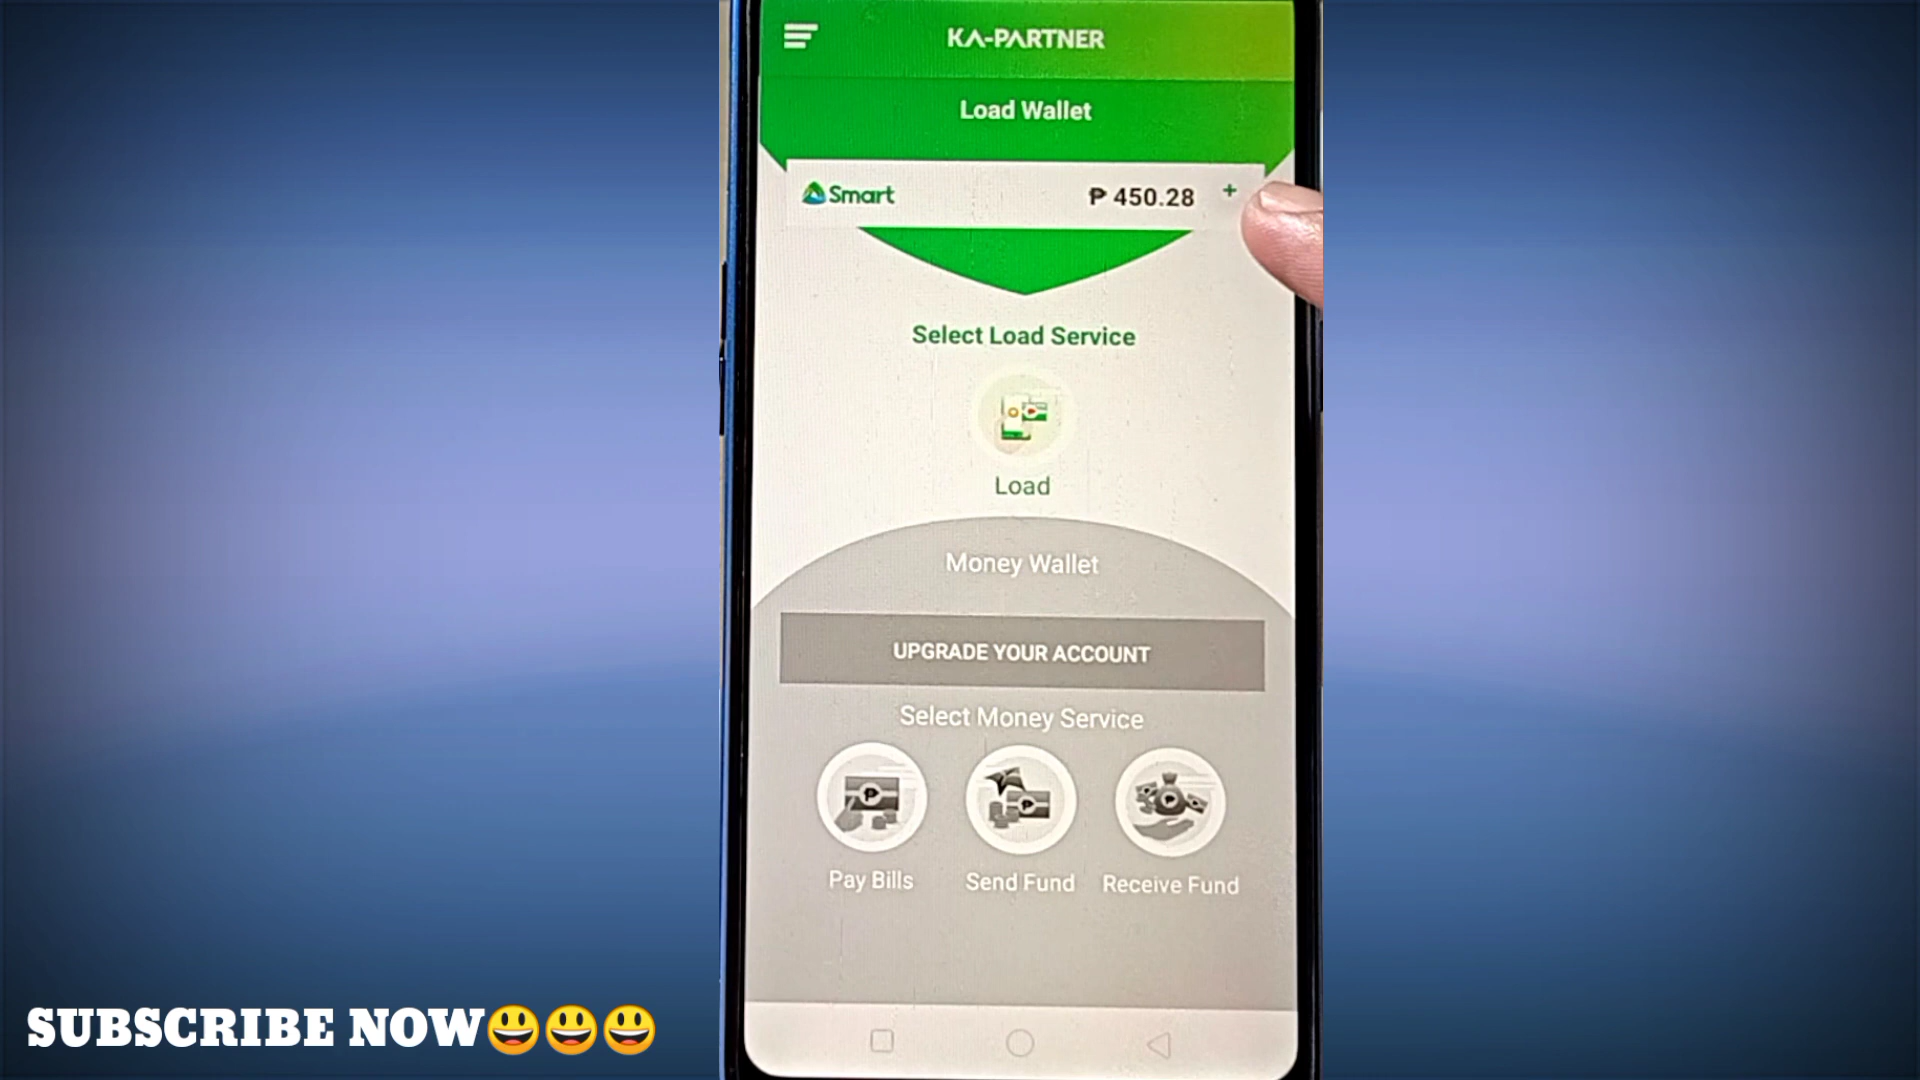 KA-PARTNER
Load Wallet
Smart ₱ 450.28 +
Select Load Service
Load
Money Wallet
UPGRADE YOUR ACCOUNT
Select Money Service
Pay Bills Send Fund Receive Fund
SUBSCRIBE NOW😃😃😃